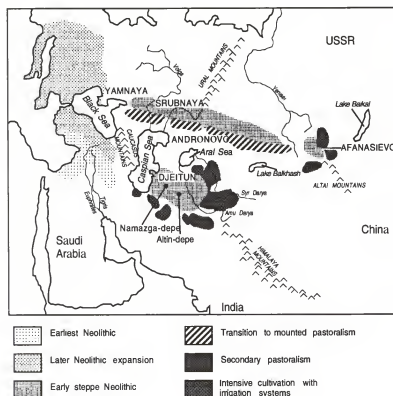 USSR
URAL MOUNTAINS
Volga
Yenisei
YAMNAYA
SRUBNAYA
Lake Baikal
Black Sea
ANDRONOVO
AFANASIEVO
CAUCASUS
MOUNTAINS
Caspian Sea
Aral Sea
Lake Balkhash
ALTAI MOUNTAINS
DJEITUN
Syr Darya
Tigris
Euphrates
Amu Darya
Namazga-depe
Altin-depe
China
Saudi
Arabia
HIMALAYA
MOUNTAINS
India
Earliest Neolithic
Transition to mounted pastoralism
Later Neolithic expansion
Secondary pastoralism
Early steppe Neolithic
Intensive cultivation with
irrigation systems